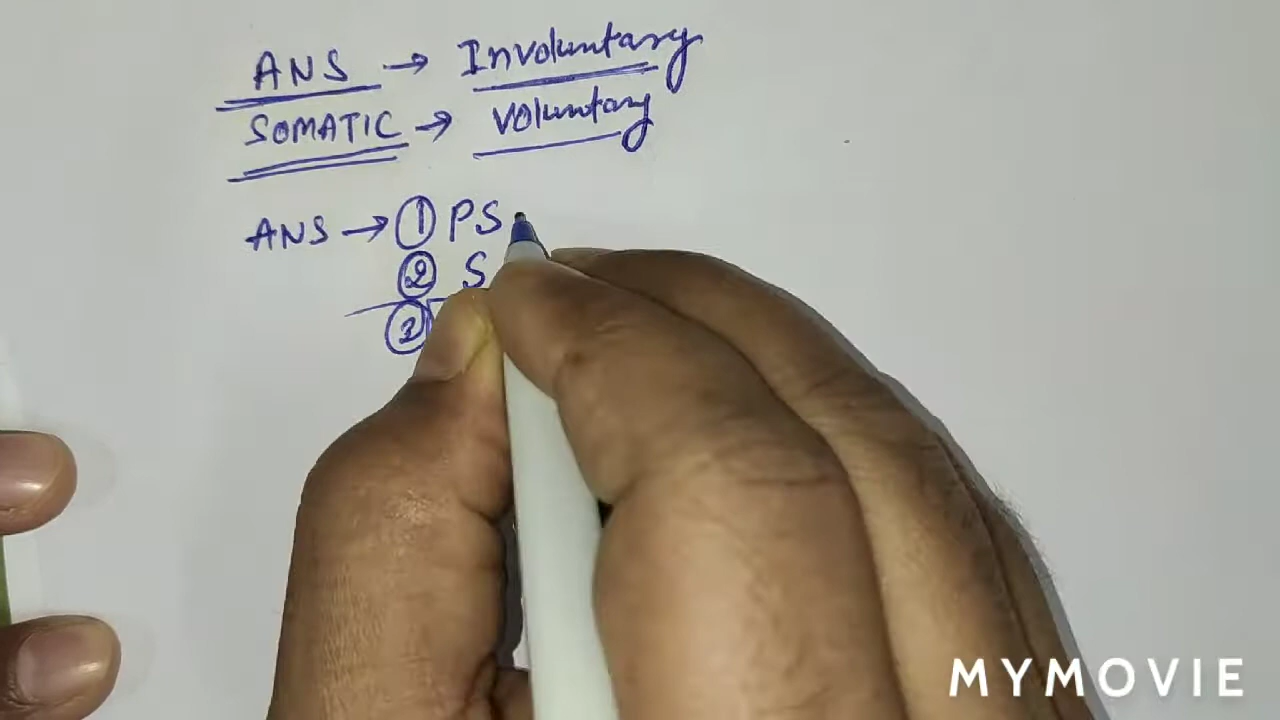 ANS → Involuntary
SOMATIC → Voluntary
ANS → ① PS
② S
③
MYMOVIE